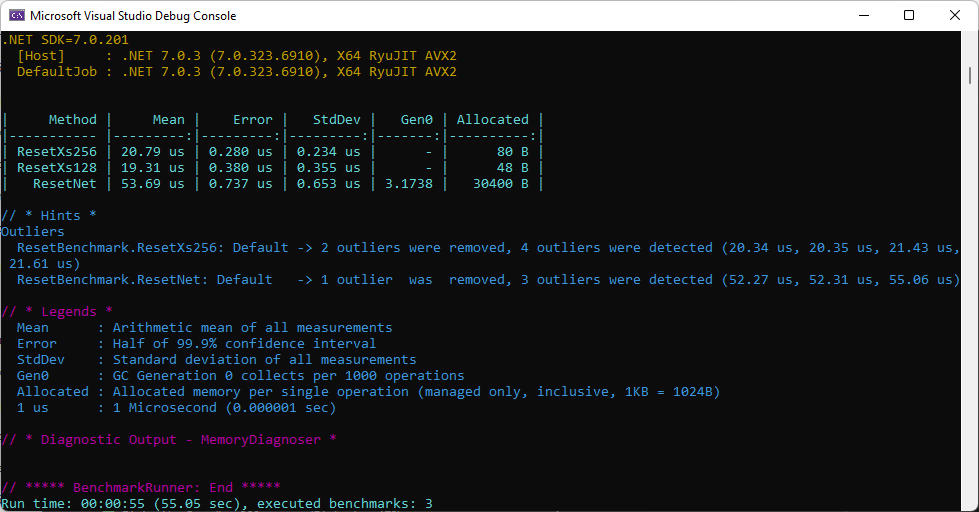 Microsoft Visual Studio Debug Console
.NET SDK=7.0.201
  [Host]     : .NET 7.0.3 (7.0.323.6910), X64 RyuJIT AVX2
  DefaultJob : .NET 7.0.3 (7.0.323.6910), X64 RyuJIT AVX2
|     Method |     Mean |    Error |   StdDev |   Gen0 | Allocated |
|----------- |---------:|---------:|---------:|-------:|----------:|
| ResetXs256 | 20.79 us | 0.280 us | 0.234 us |      - |      80 B |
| ResetXs128 | 19.31 us | 0.380 us | 0.355 us |      - |      48 B |
|   ResetNet | 53.69 us | 0.737 us | 0.653 us | 3.1738 |   30400 B |
// * Hints *
Outliers
  ResetBenchmark.ResetXs256: Default -> 2 outliers were removed, 4 outliers were detected (20.34 us, 20.35 us, 21.43 us,
 21.61 us)
  ResetBenchmark.ResetNet: Default   -> 1 outlier  was  removed, 3 outliers were detected (52.27 us, 52.31 us, 55.06 us)
// * Legends *
  Mean      : Arithmetic mean of all measurements
  Error     : Half of 99.9% confidence interval
  StdDev    : Standard deviation of all measurements
  Gen0      : GC Generation 0 collects per 1000 operations
  Allocated : Allocated memory per single operation (managed only, inclusive, 1KB = 1024B)
  1 us      : 1 Microsecond (0.000001 sec)
// * Diagnostic Output - MemoryDiagnoser *
// ***** BenchmarkRunner: End *****
Run time: 00:00:55 (55.05 sec), executed benchmarks: 3